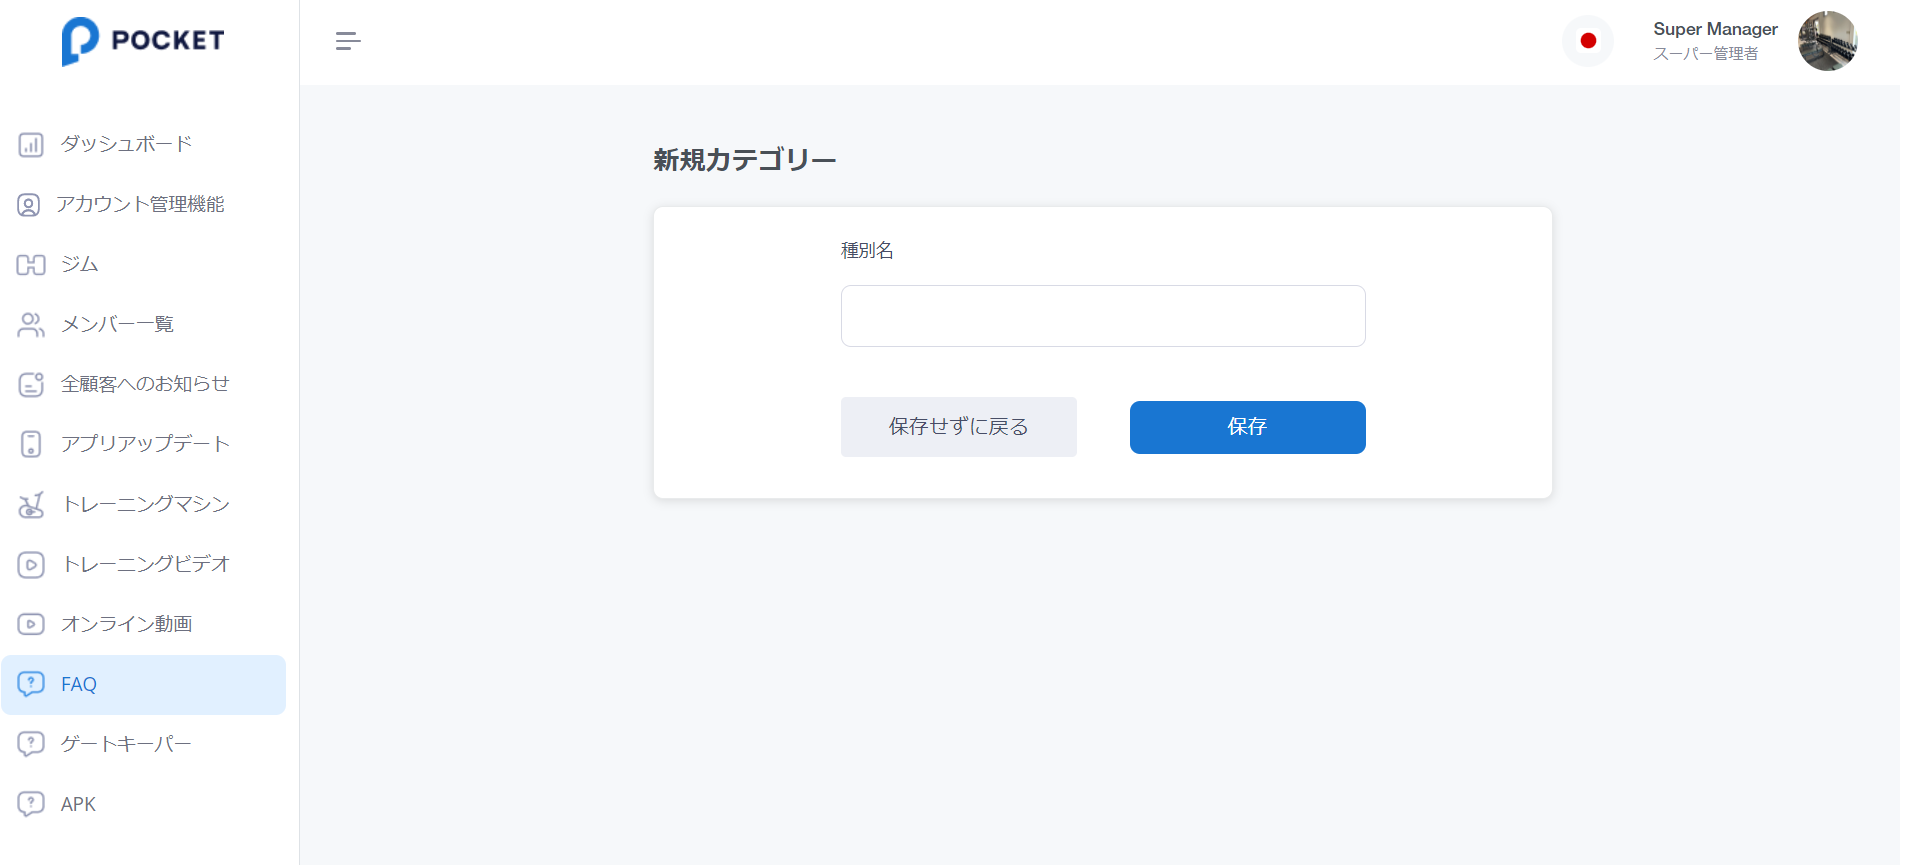 POCKET
Super Manager
スーパー管理者
ダッシュボード
アカウント管理機能
ジム
メンバー一覧
全顧客へのお知らせ
アプリアップデート
トレーニングマシン
トレーニングビデオ
オンライン動画
FAQ
ゲートキーパー
APK
新規カテゴリー
種別名
保存せずに戻る
保存